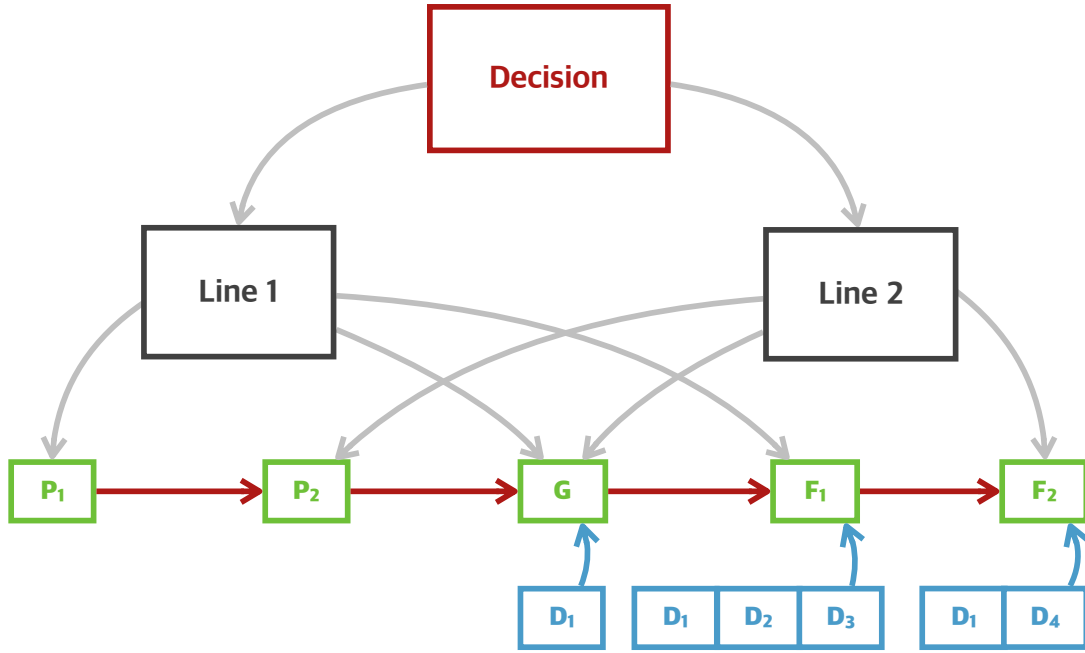 Decision
Line 1
Line 2
P₁
P₂
G
F₁
F₂
D₁
D₁
D₂
D₃
D₁
D₄